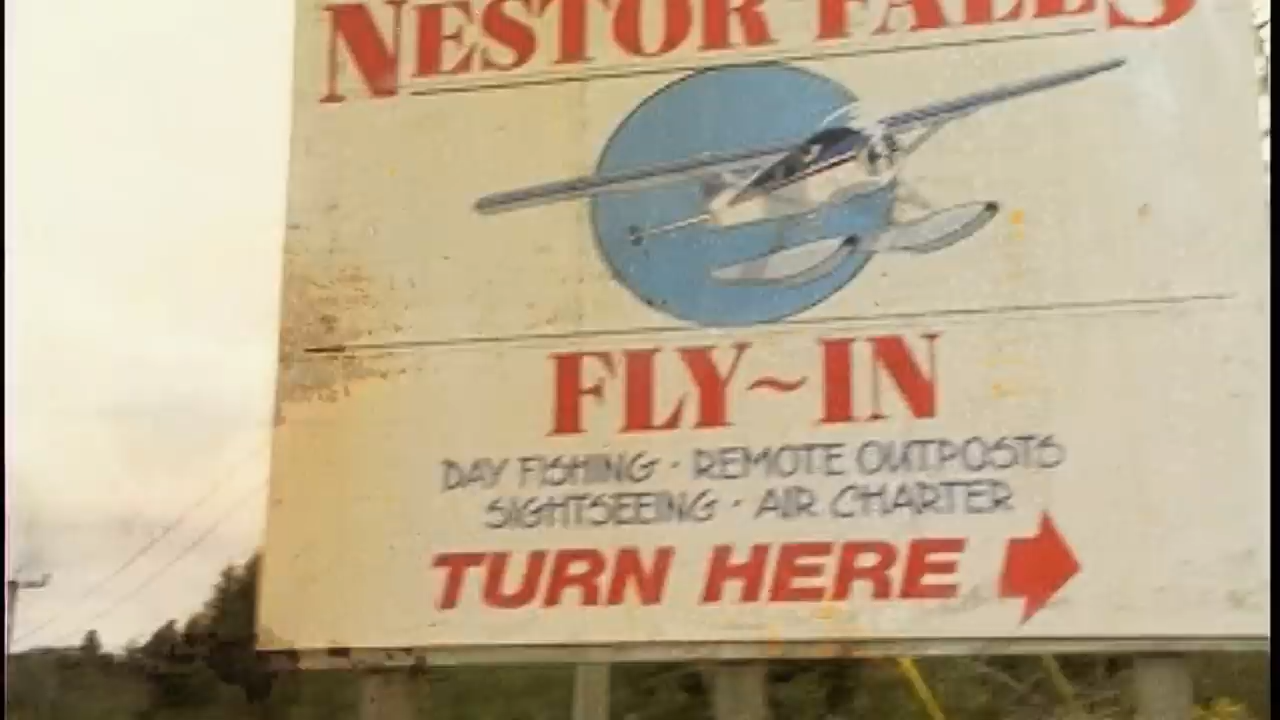 NESTOR FALLS
FLY~IN
DAY FISHING · REMOTE OUTPOSTS
SIGHTSEEING · AIR CHARTER
TURN HERE